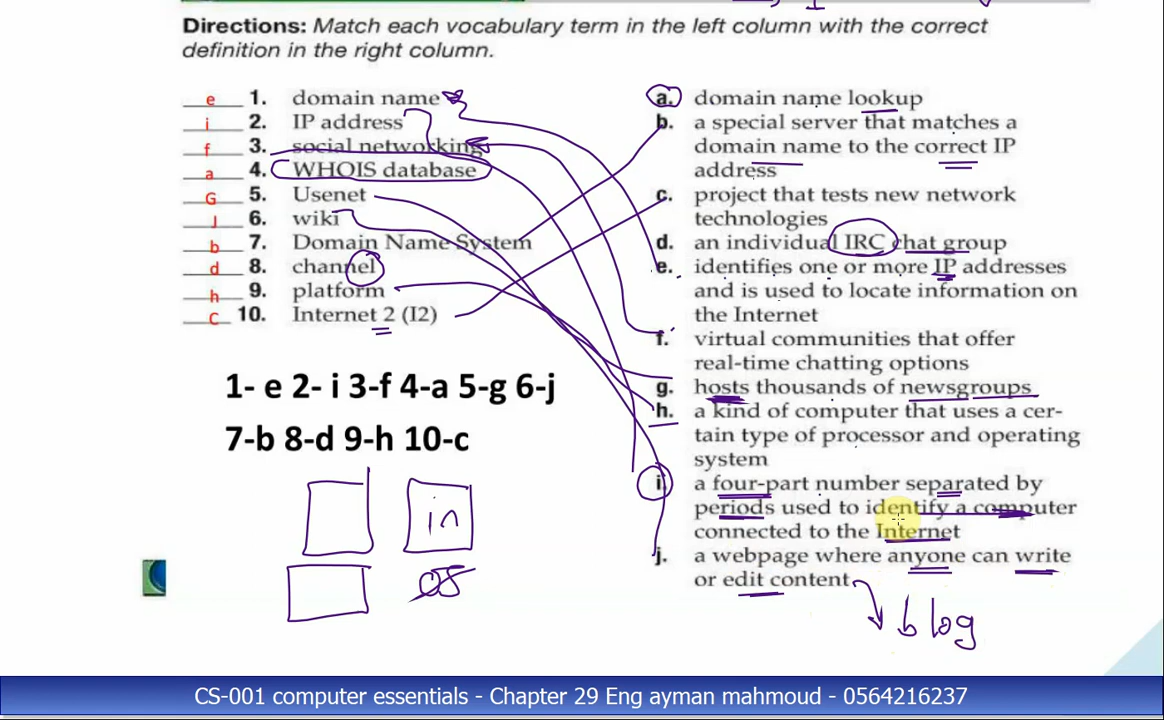 Directions: Match each vocabulary term in the left column with the correct
definition in the right column.
e 1. domain name
i 2. IP address
f 3. social networking
a 4. WHOIS database
G 5. Usenet
J 6. wiki
b 7. Domain Name System
d 8. channel
h 9. platform
C 10. Internet 2 (I2)
1- e 2- i 3-f 4-a 5-g 6-j
7-b 8-d 9-h 10-c
in
os
a. domain name lookup
b. a special server that matches a
domain name to the correct IP
address
c. project that tests new network
technologies
d. an individual IRC chat group
e. identifies one or more IP addresses
and is used to locate information on
the Internet
f. virtual communities that offer
real-time chatting options
g. hosts thousands of newsgroups
h. a kind of computer that uses a cer-
tain type of processor and operating
system
i. a four-part number separated by
periods used to identify a computer
connected to the Internet
j. a webpage where anyone can write
or edit content
blog
CS-001 computer essentials - Chapter 29 Eng ayman mahmoud - 0564216237